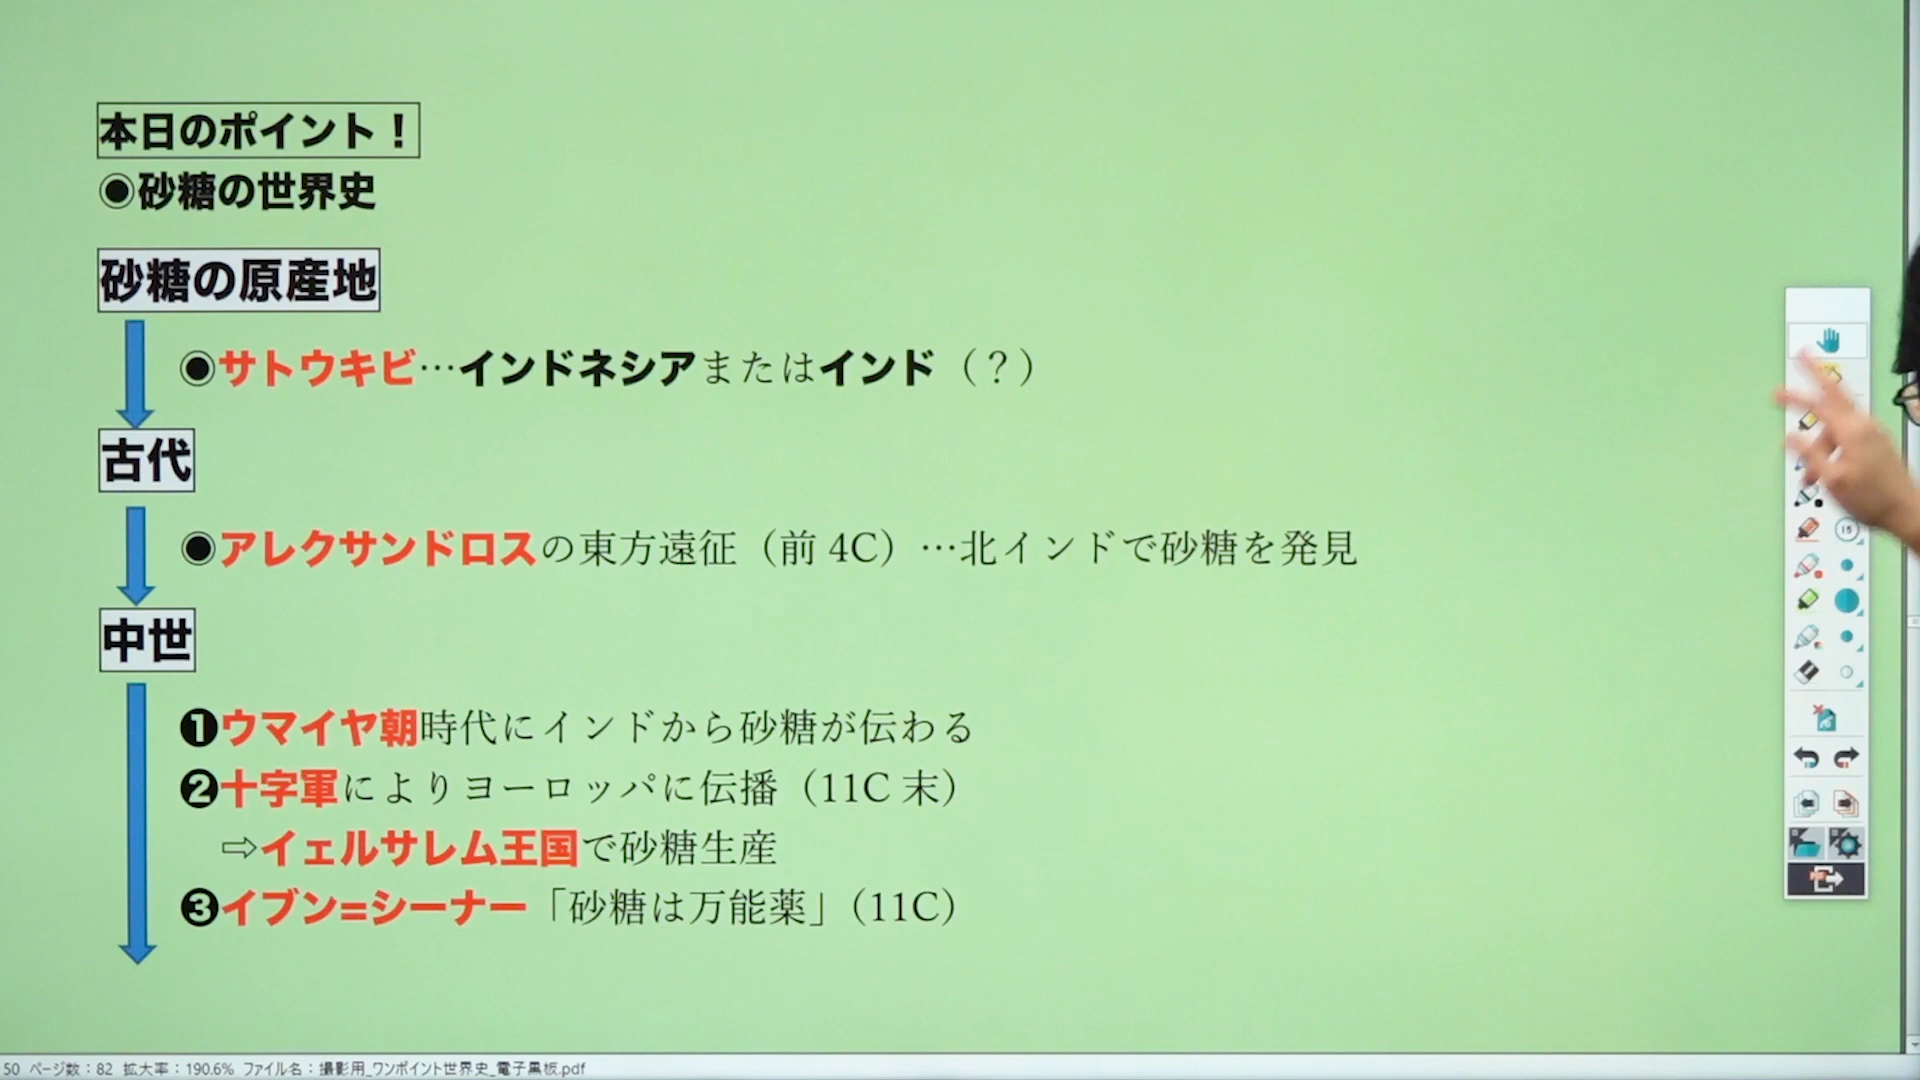 本日のポイント！
◉砂糖の世界史
砂糖の原産地
◉サトウキビ…インドネシアまたはインド（？）
古代
◉アレクサンドロスの東方遠征（前 4C）…北インドで砂糖を発見
中世
❶ウマイヤ朝時代にインドから砂糖が伝わる
❷十字軍によりヨーロッパに伝播（11C 末）
⇨イェルサレム王国で砂糖生産
❸イブン=シーナー「砂糖は万能薬」（11C）
15
50 ページ数：82 拡大率：190.6% ファイル名：撮影用_ワンポイント世界史_電子黒板.pdf